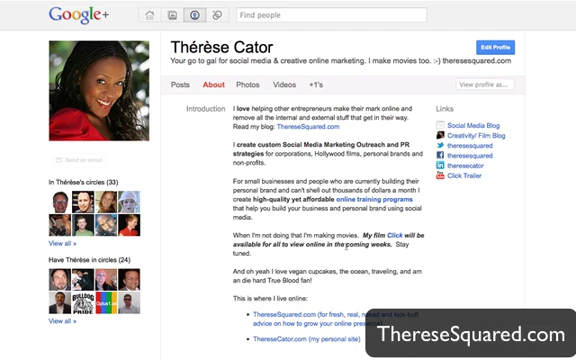 Google+
Find people
Thérèse Cator
Edit Profile
Your go to gal for social media & creative online marketing. I make movies too. :-) theresesquared.com
Posts About Photos Videos +1's
View profile as...
Introduction
I love helping other entrepreneurs make their mark online and
remove all the internal and external stuff that get in their way.
Read my blog: ThereseSquared.com
I create custom Social Media Marketing Outreach and PR
strategies for corporations, Hollywood films, personal brands and
non-profits.
For small businesses and people who are currently building their
personal brand and can't shell out thousands of dollars a month I
create high-quality yet affordable online training programs
that help you build your business and personal brand using social
media.
When I'm not doing that I'm making movies. My film Click will be
available for all to view online in the coming weeks. Stay
tuned.
And oh yeah I love vegan cupcakes, the ocean, traveling, and am
an die hard True Blood fan!
This is where I live online:
ThereseSquared.com (for fresh, real, naked and kick butt
advice on how to grow your online presence)
ThereseCator.com (my personal site)
Links
Social Media Blog
Creativity/ Film Blog
theresesquared
theresesquared
theresecator
Click Trailer
Send an email
In Thérèse's circles (33)
View all »
Have Thérèse in circles (24)
BULLDOG
PRIDE
View all »
ThereseSquared.com